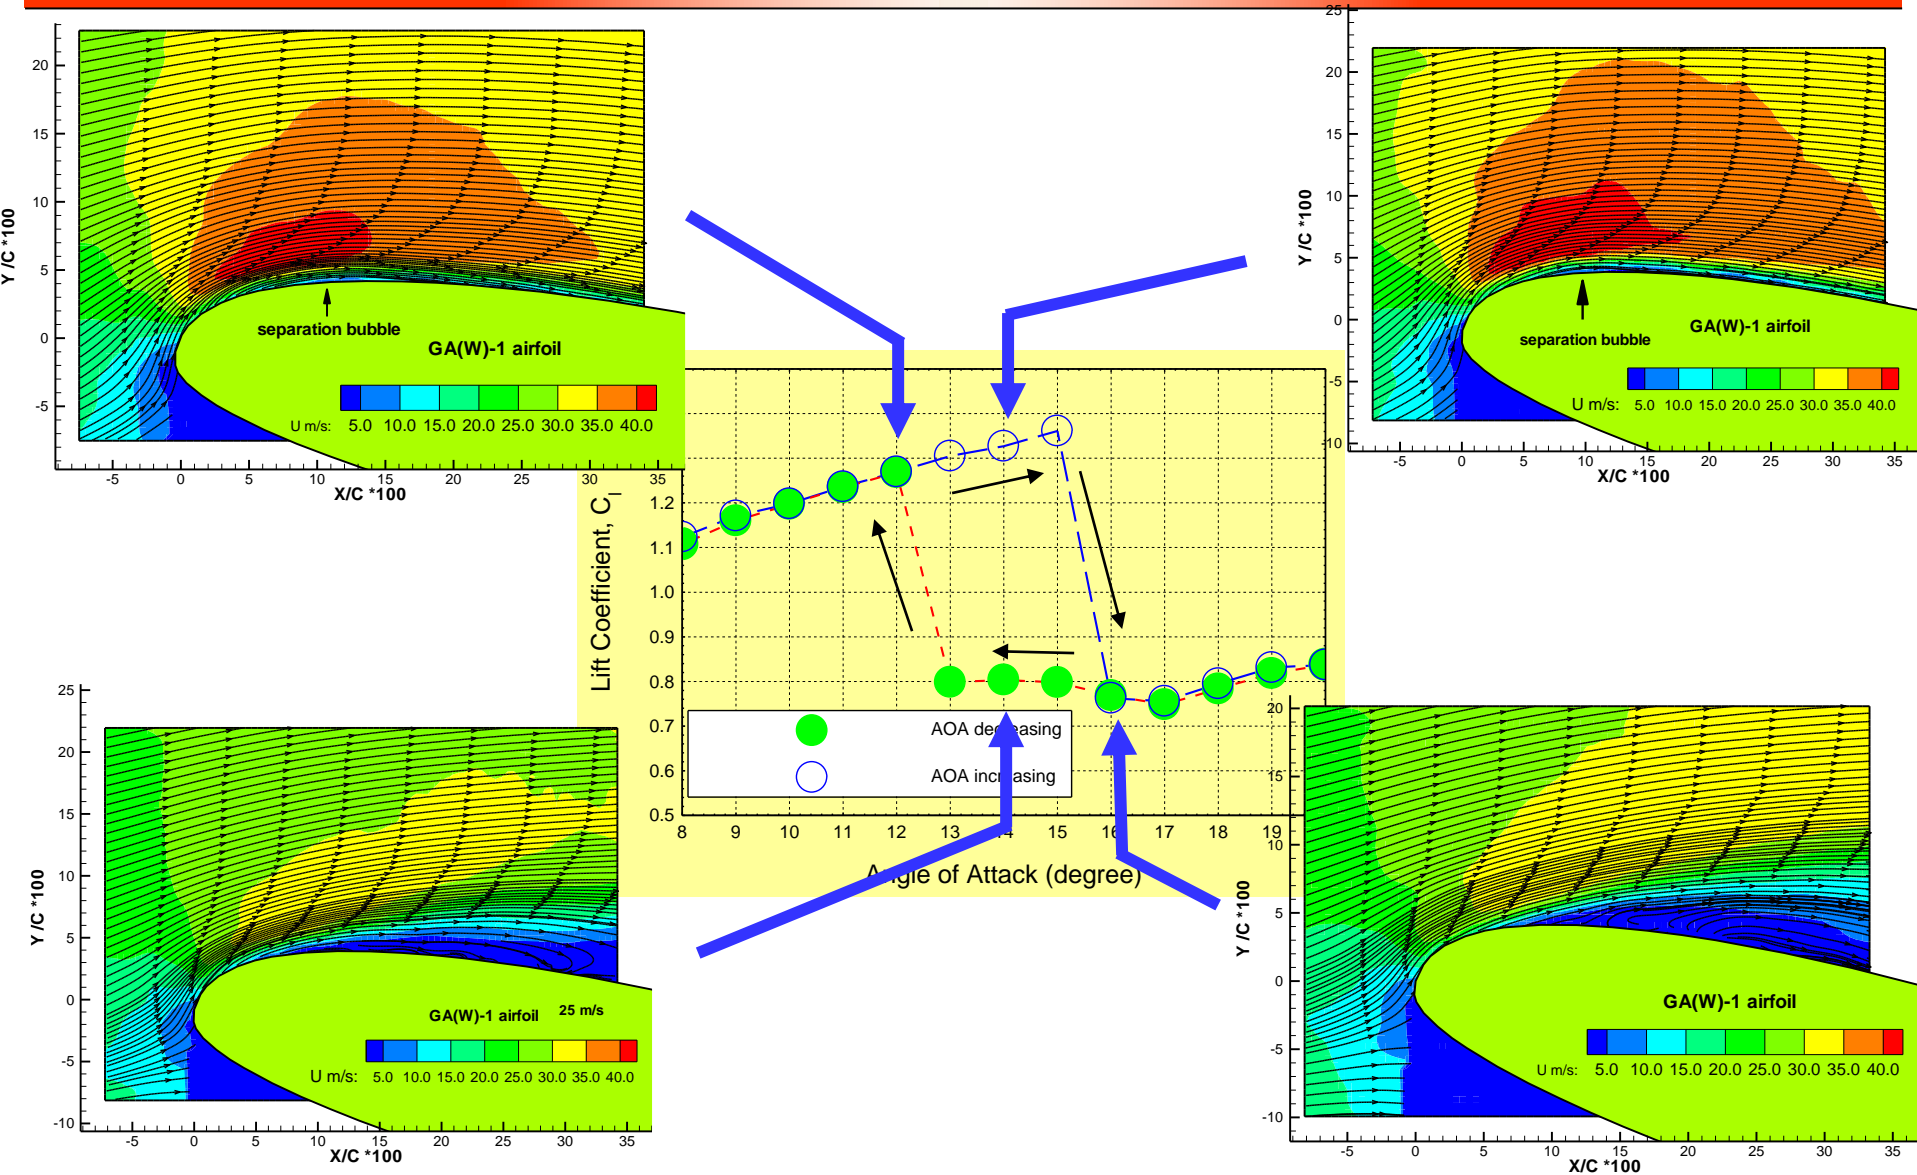 20
15
10
5
0
-5
Y /C *100
separation bubble
GA(W)-1 airfoil
U m/s: 5.0 10.0 15.0 20.0 25.0 30.0 35.0 40.0
-5 0 5 10 15 20 25 30 35
X/C *100
25
20
15
10
5
0
-5
-10
Y /C *100
separation bubble
GA(W)-1 airfoil
U m/s: 5.0 10.0 15.0 20.0 25.0 30.0 35.0 40.0
-5 0 5 10 15 20 25 30 35
X/C *100
Lift Coefficient, Cl
1.2
1.1
1.0
0.9
0.8
0.7
0.6
0.5
AOA decreasing
AOA increasing
8 9 10 11 12 13 14 15 16 17 18 19
Angle of Attack (degree)
25
20
15
10
5
0
-5
-10
Y /C *100
GA(W)-1 airfoil 25 m/s
U m/s: 5.0 10.0 15.0 20.0 25.0 30.0 35.0 40.0
-5 0 5 10 15 20 25 30 35
X/C *100
20
15
10
5
0
-5
-10
Y /C *100
GA(W)-1 airfoil
U m/s: 5.0 10.0 15.0 20.0 25.0 30.0 35.0 40.0
-5 0 5 10 15 20 25 30 35
X/C *100